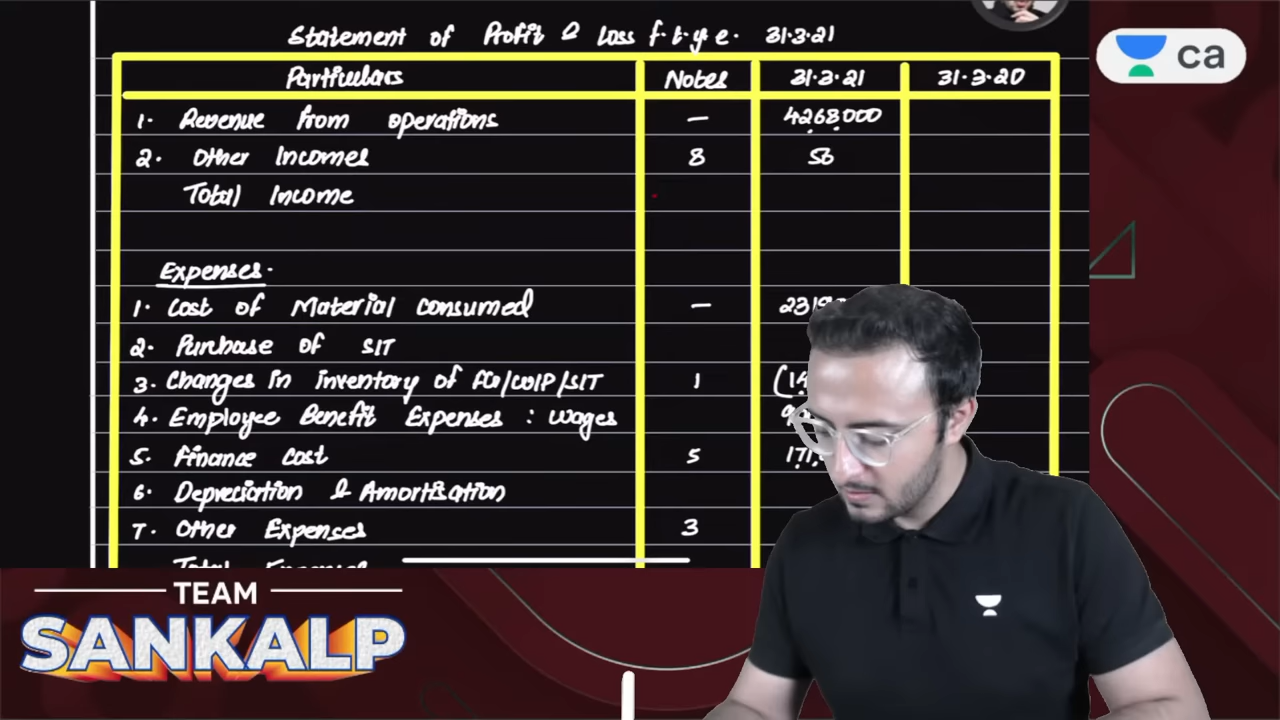 Statement of Profit & Loss f.t.y.e. 31.3.21
Particulars Notes 31.3.21 31.3.20
1. Revenue from operations — 4268000
2. Other Incomes 8
Total Income
Expenses.
1. Cost of Material Consumed —
2. Purchase of SIT
3. Changes in inventory of FG/WIP/SIT 1
4. Employee Benefit Expenses : Wages
5. Finance Cost 5
6. Depreciation & Amortisation
7. Other Expenses 3
ca
TEAM
SANKALP